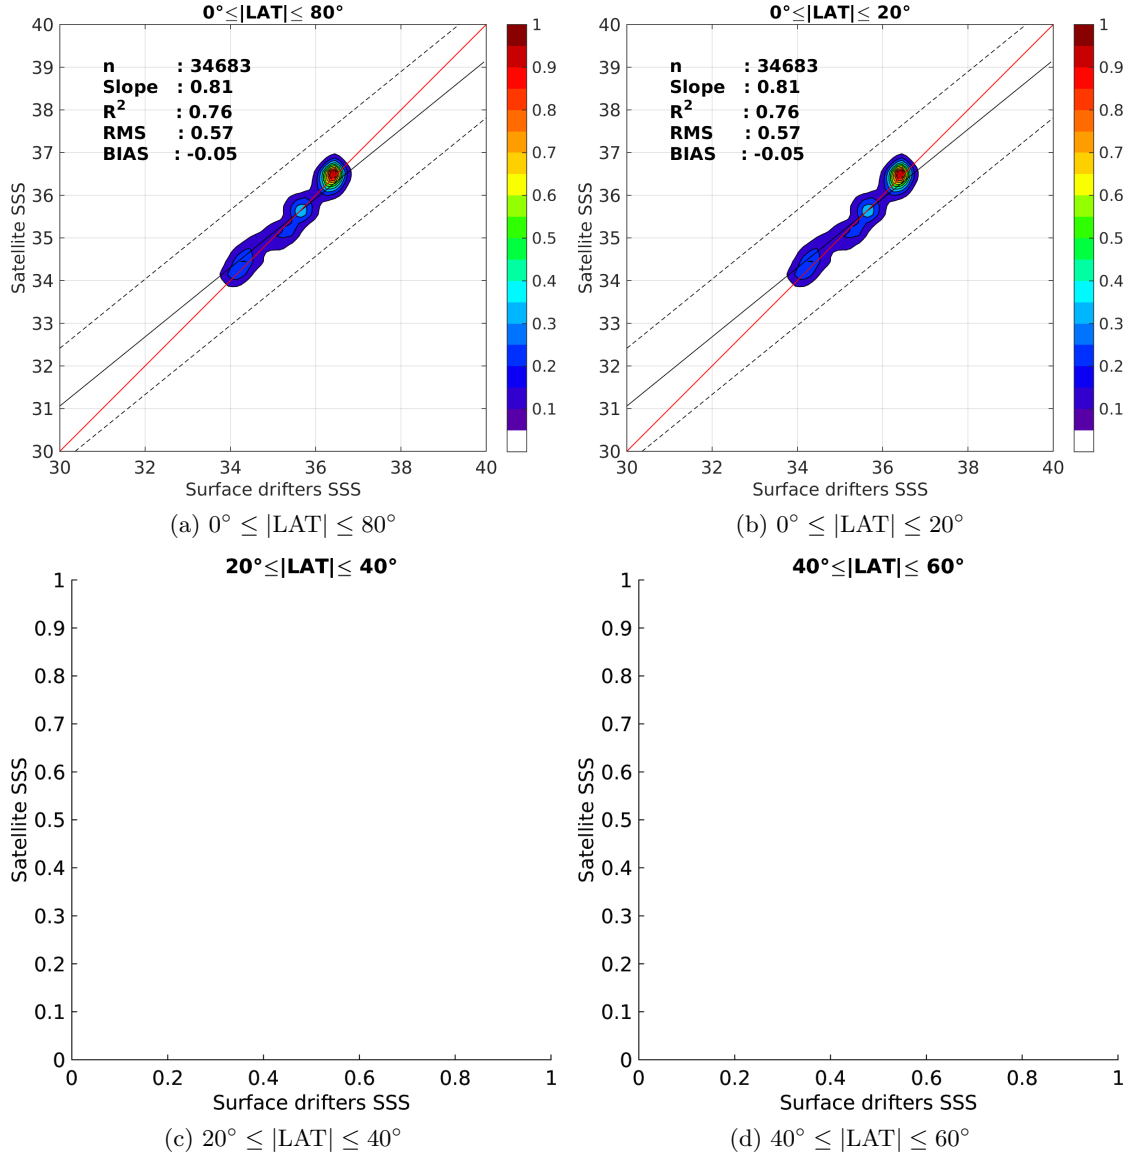 0°≤|LAT|≤ 80°
n : 34683
Slope : 0.81
R² : 0.76
RMS : 0.57
BIAS : -0.05
40
39
38
37
36
35
34
33
32
31
30
Satellite SSS
30 32 34 36 38 40
Surface drifters SSS
1
0.9
0.8
0.7
0.6
0.5
0.4
0.3
0.2
0.1
(a) 0° ≤ |LAT| ≤ 80°
0°≤|LAT|≤ 20°
n : 34683
Slope : 0.81
R² : 0.76
RMS : 0.57
BIAS : -0.05
40
39
38
37
36
35
34
33
32
31
30
Satellite SSS
30 32 34 36 38 40
Surface drifters SSS
1
0.9
0.8
0.7
0.6
0.5
0.4
0.3
0.2
0.1
(b) 0° ≤ |LAT| ≤ 20°
20°≤|LAT|≤ 40°
1
0.9
0.8
0.7
0.6
0.5
0.4
0.3
0.2
0.1
0
Satellite SSS
0 0.2 0.4 0.6 0.8 1
Surface drifters SSS
(c) 20° ≤ |LAT| ≤ 40°
40°≤|LAT|≤ 60°
1
0.9
0.8
0.7
0.6
0.5
0.4
0.3
0.2
0.1
0
Satellite SSS
0 0.2 0.4 0.6 0.8 1
Surface drifters SSS
(d) 40° ≤ |LAT| ≤ 60°